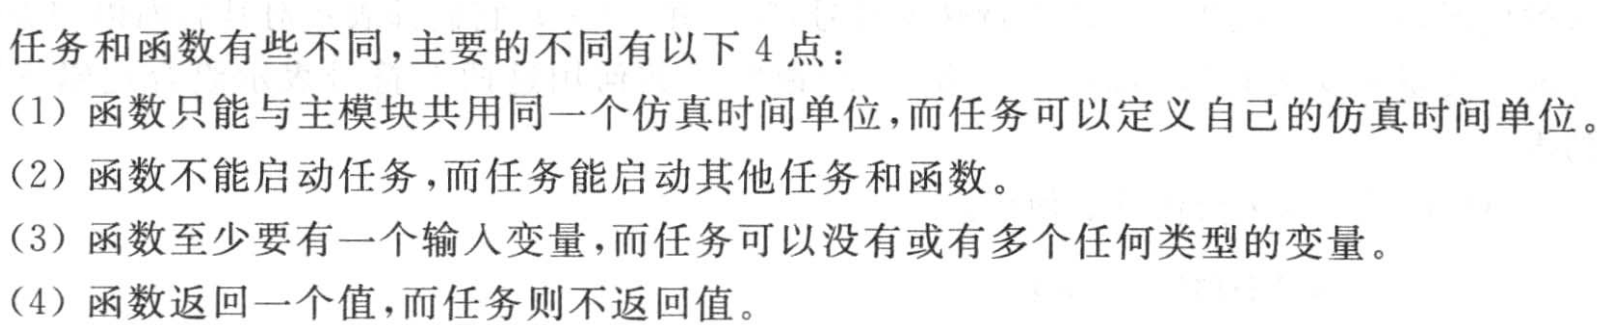 任务和函数有些不同,主要的不同有以下 4 点:
(1) 函数只能与主模块共用同一个仿真时间单位,而任务可以定义自己的仿真时间单位。
(2) 函数不能启动任务,而任务能启动其他任务和函数。
(3) 函数至少要有一个输入变量,而任务可以没有或有多个任何类型的变量。
(4) 函数返回一个值,而任务则不返回值。